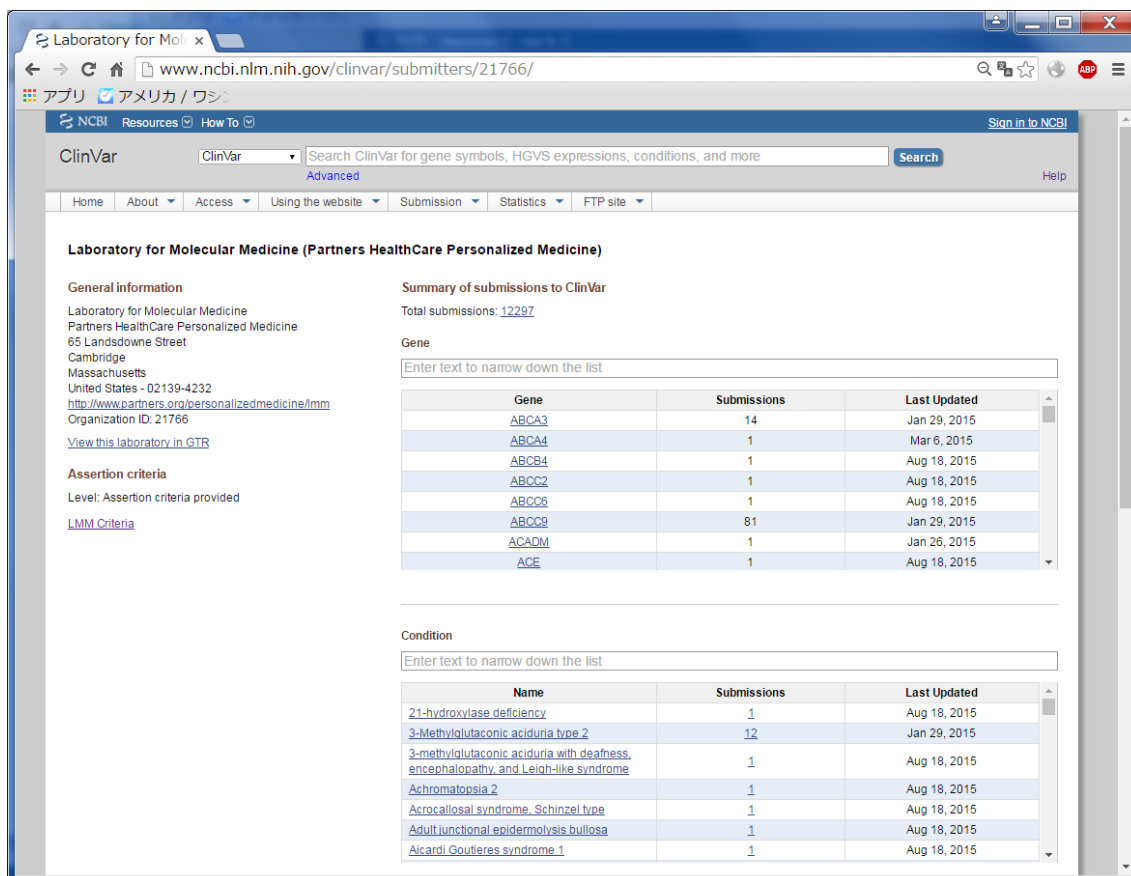 Laboratory for Mol
www.ncbi.nlm.nih.gov/clinvar/submitters/21766/
ABP
アプリ アメリカ / ワシン
NCBI Resources How To Sign in to NCBI
ClinVar ClinVar Search ClinVar for gene symbols, HGVS expressions, conditions, and more Search
Advanced Help
Home About Access Using the website Submission Statistics FTP site
Laboratory for Molecular Medicine (Partners HealthCare Personalized Medicine)
General information
Laboratory for Molecular Medicine
Partners HealthCare Personalized Medicine
65 Landsdowne Street
Cambridge
Massachusetts
United States - 02139-4232
http://www.partners.org/personalizedmedicine/lmm
Organization ID: 21766
View this laboratory in GTR
Assertion criteria
Level: Assertion criteria provided
LMM Criteria
Summary of submissions to ClinVar
Total submissions: 12297
Gene
Enter text to narrow down the list
Gene Submissions Last Updated
ABCA3 14 Jan 29, 2015
ABCA4 1 Mar 6, 2015
ABCB4 1 Aug 18, 2015
ABCC2 1 Aug 18, 2015
ABCC6 1 Aug 18, 2015
ABCC9 81 Jan 29, 2015
ACADM 1 Jan 26, 2015
ACE 1 Aug 18, 2015
Condition
Enter text to narrow down the list
Name Submissions Last Updated
21-hydroxylase deficiency 1 Aug 18, 2015
3-Methylglutaconic aciduria type 2 12 Jan 29, 2015
3-methylglutaconic aciduria with deafness,
encephalopathy, and Leigh-like syndrome 1 Aug 18, 2015
Achromatopsia 2 1 Aug 18, 2015
Acrocallosal syndrome, Schinzel type 1 Aug 18, 2015
Adult junctional epidermolysis bullosa 1 Aug 18, 2015
Aicardi Goutieres syndrome 1 1 Aug 18, 2015